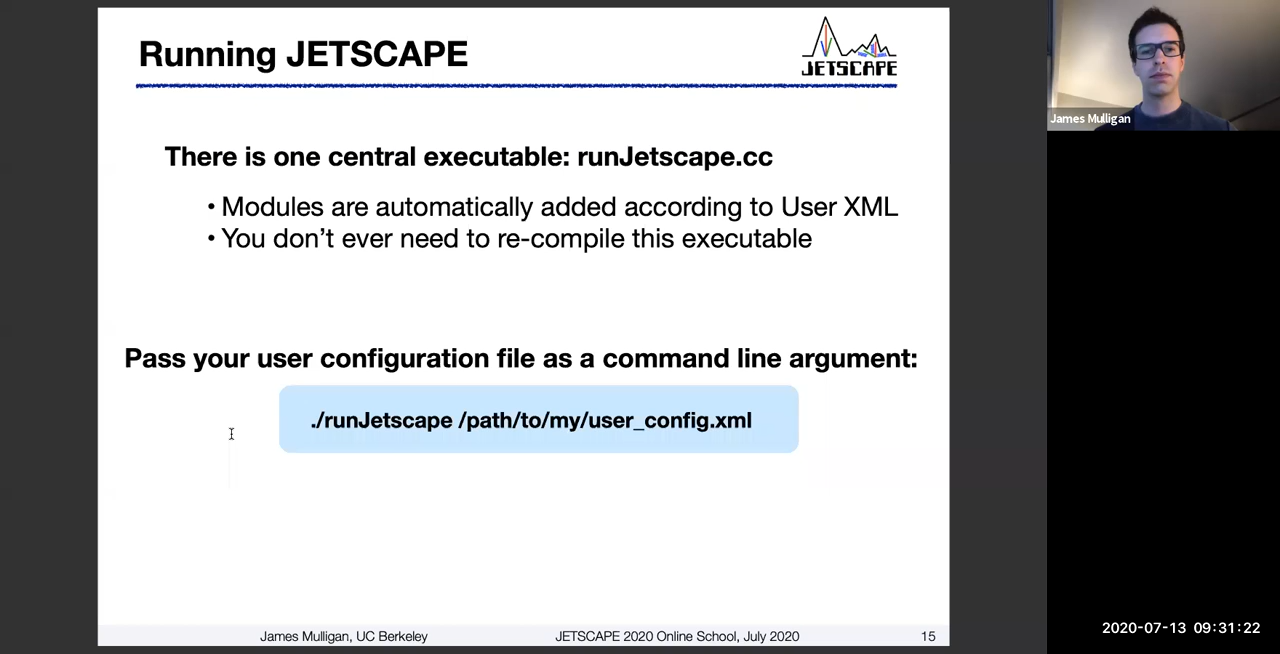 Running JETSCAPE
JETSCAPE
There is one central executable: runJetscape.cc
• Modules are automatically added according to User XML
• You don’t ever need to re-compile this executable
Pass your user configuration file as a command line argument:
./runJetscape /path/to/my/user_config.xml
James Mulligan, UC Berkeley
JETSCAPE 2020 Online School, July 2020
15
James Mulligan
2020-07-13 09:31:22